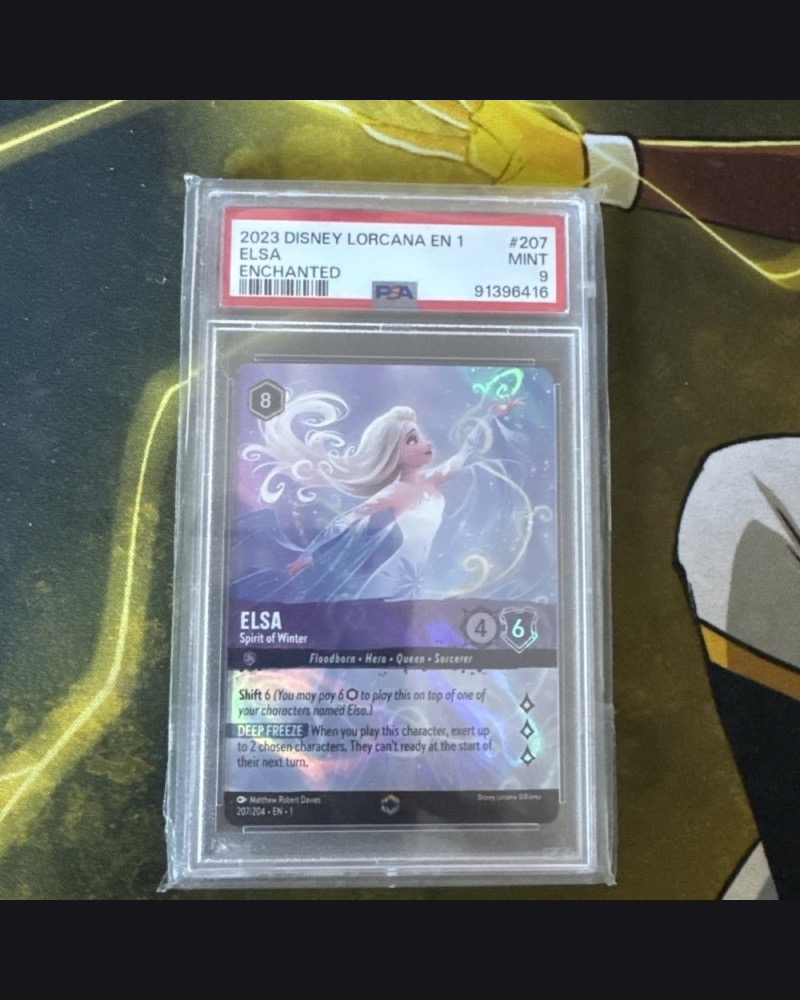 2023 DISNEY LORCANA EN 1 #207
ELSA MINT
ENCHANTED 9
PSA 91396416
8
ELSA
Spirit of Winter
4 6
Floodborn • Hero • Queen • Sorcerer
Shift 6 (You may pay 6 to play this on top of one of
your characters named Elsa.)
DEEP FREEZE When you play this character, exert up
to 2 chosen characters. They can't ready at the start of
their next turn.
Matthew Robert Davies
207/204 • EN • 1
Disney Lorcana ©Disney